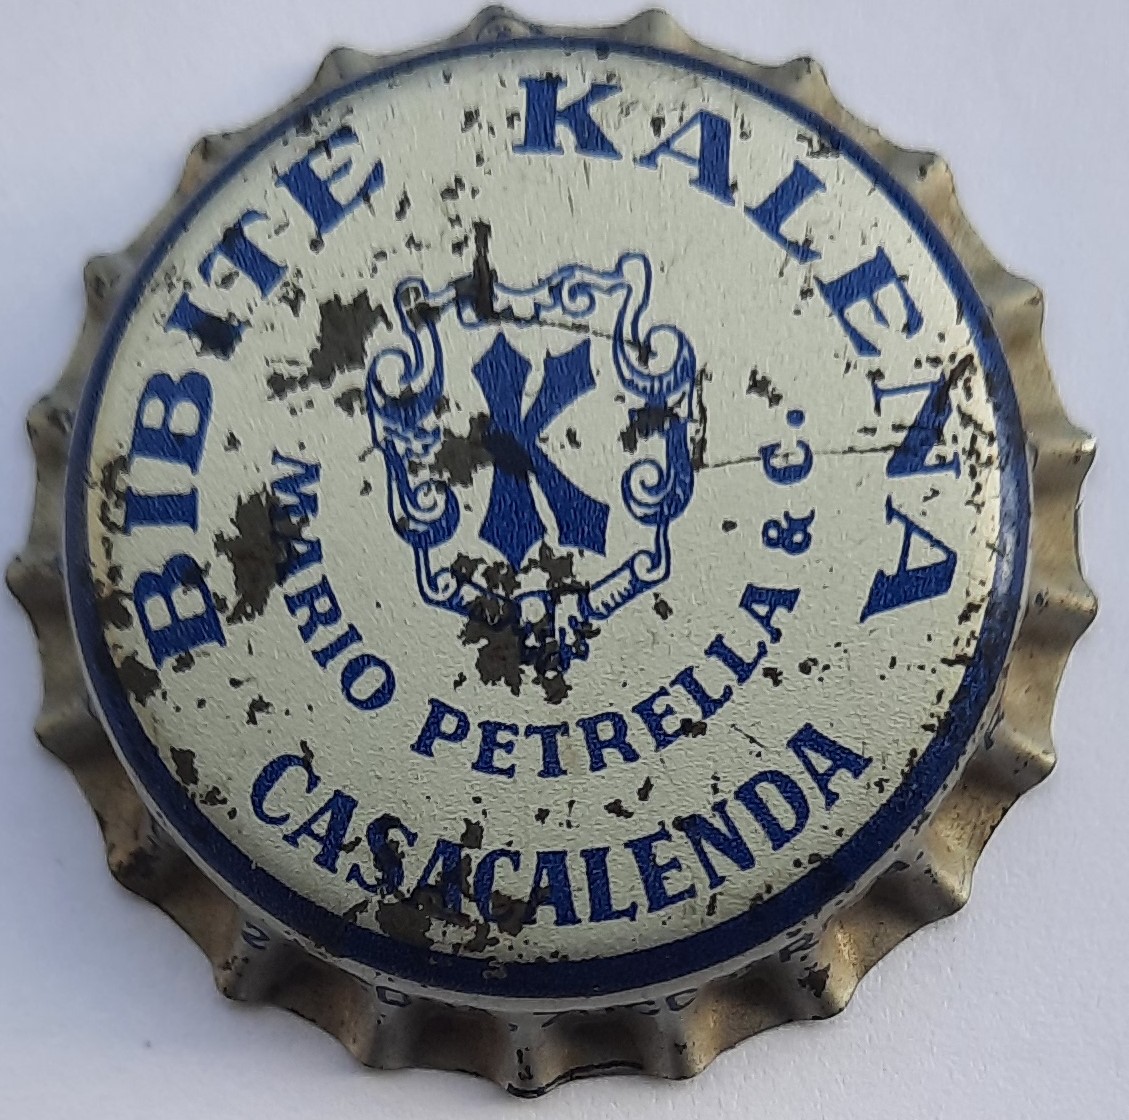 BIBITE KALENA
K
MARIO PETRELLA & C.
CASACALENDA